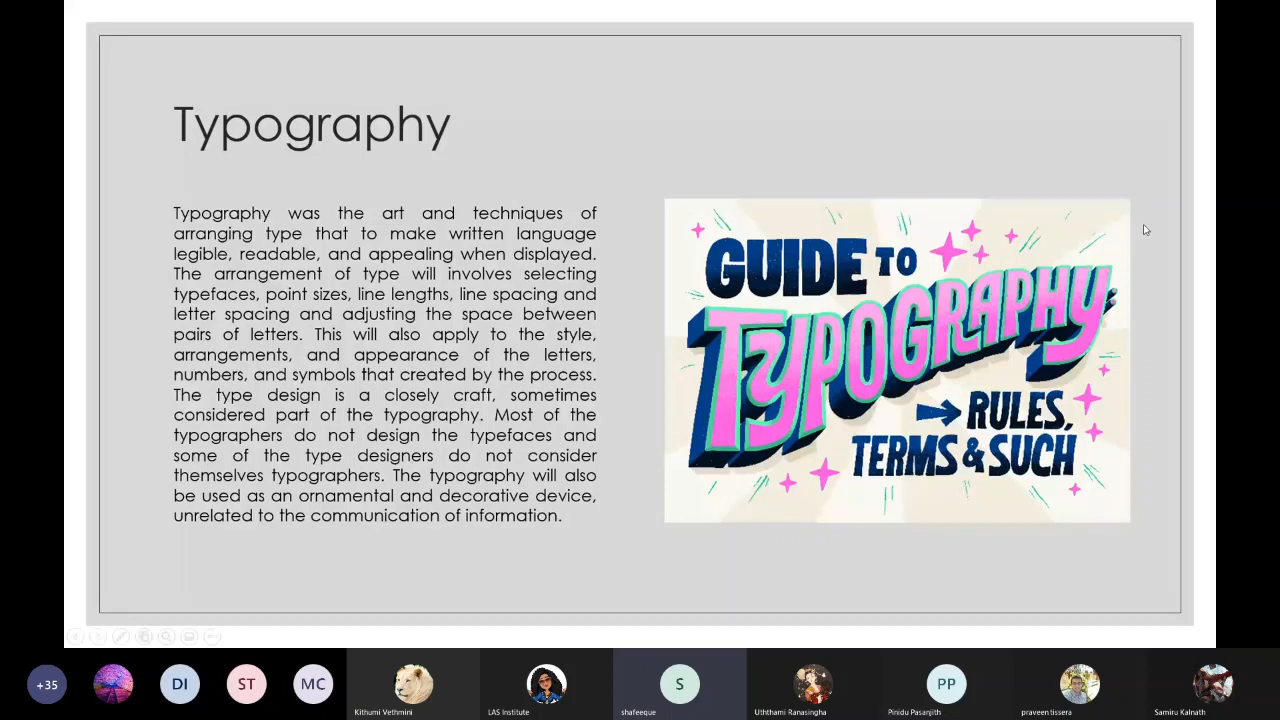 Typography
Typography was the art and techniques of
arranging type that to make written language
legible, readable, and appealing when displayed.
The arrangement of type will involves selecting
typefaces, point sizes, line lengths, line spacing and
letter spacing and adjusting the space between
pairs of letters. This will also apply to the style,
arrangements, and appearance of the letters,
numbers, and symbols that created by the process.
The type design is a closely craft, sometimes
considered part of the typography. Most of the
typographers do not design the typefaces and
some of the type designers do not consider
themselves typographers. The typography will also
be used as an ornamental and decorative device,
unrelated to the communication of information.
GUIDE TO
TYPOGRAPHY
RULES,
TERMS & SUCH
+35
DI
ST
MC
S
PP
Kithumi Vethmini
LAS Institute
shafeeque
Uththami Ranasingha
Pinidu Pasanjith
praveen tissera
Samiru Kalnath